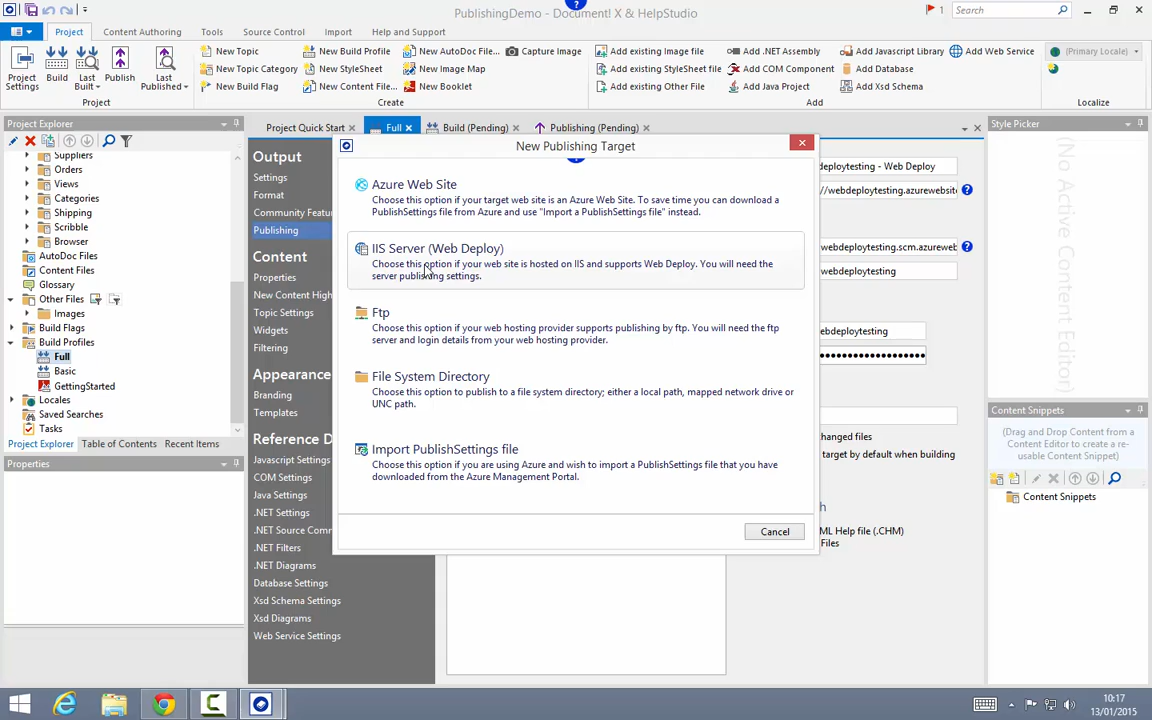 PublishingDemo - Document! X & HelpStudio
1
Search
Project
Content Authoring
Tools
Source Control
Import
Help and Support
Project Settings
Build
Last Built
Publish
Last Published
New Topic
New Topic Category
New Build Flag
New Build Profile
New StyleSheet
New Content File...
New AutoDoc File...
New Image Map
New Booklet
Capture Image
Add existing Image file
Add existing StyleSheet file
Add existing Other File
Add .NET Assembly
Add COM Component
Add Java Project
Add Javascript Library
Add Database
Add Xsd Schema
Add Web Service
(Primary Locale)
Project
Create
Add
Localize
Project Explorer
Suppliers
Orders
Views
Categories
Shipping
Scribble
Browser
AutoDoc Files
Content Files
Glossary
Other Files
Images
Build Flags
Build Profiles
Full
Basic
GettingStarted
Locales
Saved Searches
Tasks
Project Explorer
Table of Contents
Recent Items
Properties
Project Quick Start
Full
Build (Pending)
Publishing (Pending)
Output
Settings
Format
Community Featu
Publishing
Content
Properties
New Content High
Topic Settings
Widgets
Filtering
Appearance
Branding
Templates
Reference D
Javascript Settings
COM Settings
Java Settings
.NET Settings
.NET Source Comm
.NET Filters
.NET Diagrams
Database Settings
Xsd Schema Settings
Xsd Diagrams
Web Service Settings
New Publishing Target
Azure Web Site
Choose this option if your target web site is an Azure Web Site. To save time you can download a
PublishSettings file from Azure and use "Import a PublishSettings file" instead.
IIS Server (Web Deploy)
Choose this option if your web site is hosted on IIS and supports Web Deploy. You will need the
server publishing settings.
Ftp
Choose this option if your web hosting provider supports publishing by ftp. You will need the ftp
server and login details from your web hosting provider.
File System Directory
Choose this option to publish to a file system directory; either a local path, mapped network drive or
UNC path.
Import PublishSettings file
Choose this option if you are using Azure and wish to import a PublishSettings file that you have
downloaded from the Azure Management Portal.
Cancel
deploytesting - Web Deploy
//webdeploytesting.azurewebsite
webdeploytesting.scm.azureweb
webdeploytesting
ebdeploytesting
hanged files
target by default when building
h
ML Help file (.CHM)
Files
Style Picker
(No Active Content Editor)
Content Snippets
(Drag and Drop Content from a
Content Editor to create a re-
usable Content Snippet)
Content Snippets
10:17
13/01/2015